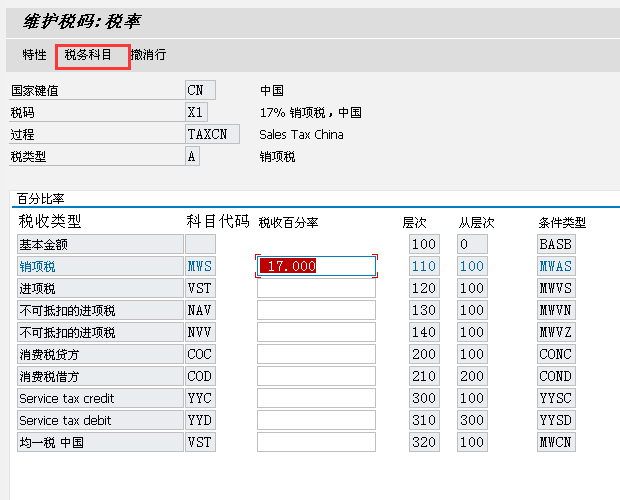 维护税码:税率
特性 税务科目 撤消行
国家键值 CN 中国
税码 X1 17% 销项税，中国
过程 TAXCN Sales Tax China
税类型 A 销项税
百分比率
税收类型 科目代码 税收百分率 层次 从层次 条件类型
基本金额 100 0 BASB
销项税 MWS 17.000 110 100 MWAS
进项税 VST 120 100 MWVS
不可抵扣的进项税 NAV 130 100 MWVN
不可抵扣的进项税 NVV 140 100 MWVZ
消费税贷方 COC 200 100 CONC
消费税借方 COD 210 200 COND
Service tax credit YYC 300 100 YYSC
Service tax debit YYD 310 300 YYSD
均一税 中国 VST 320 100 MWCN